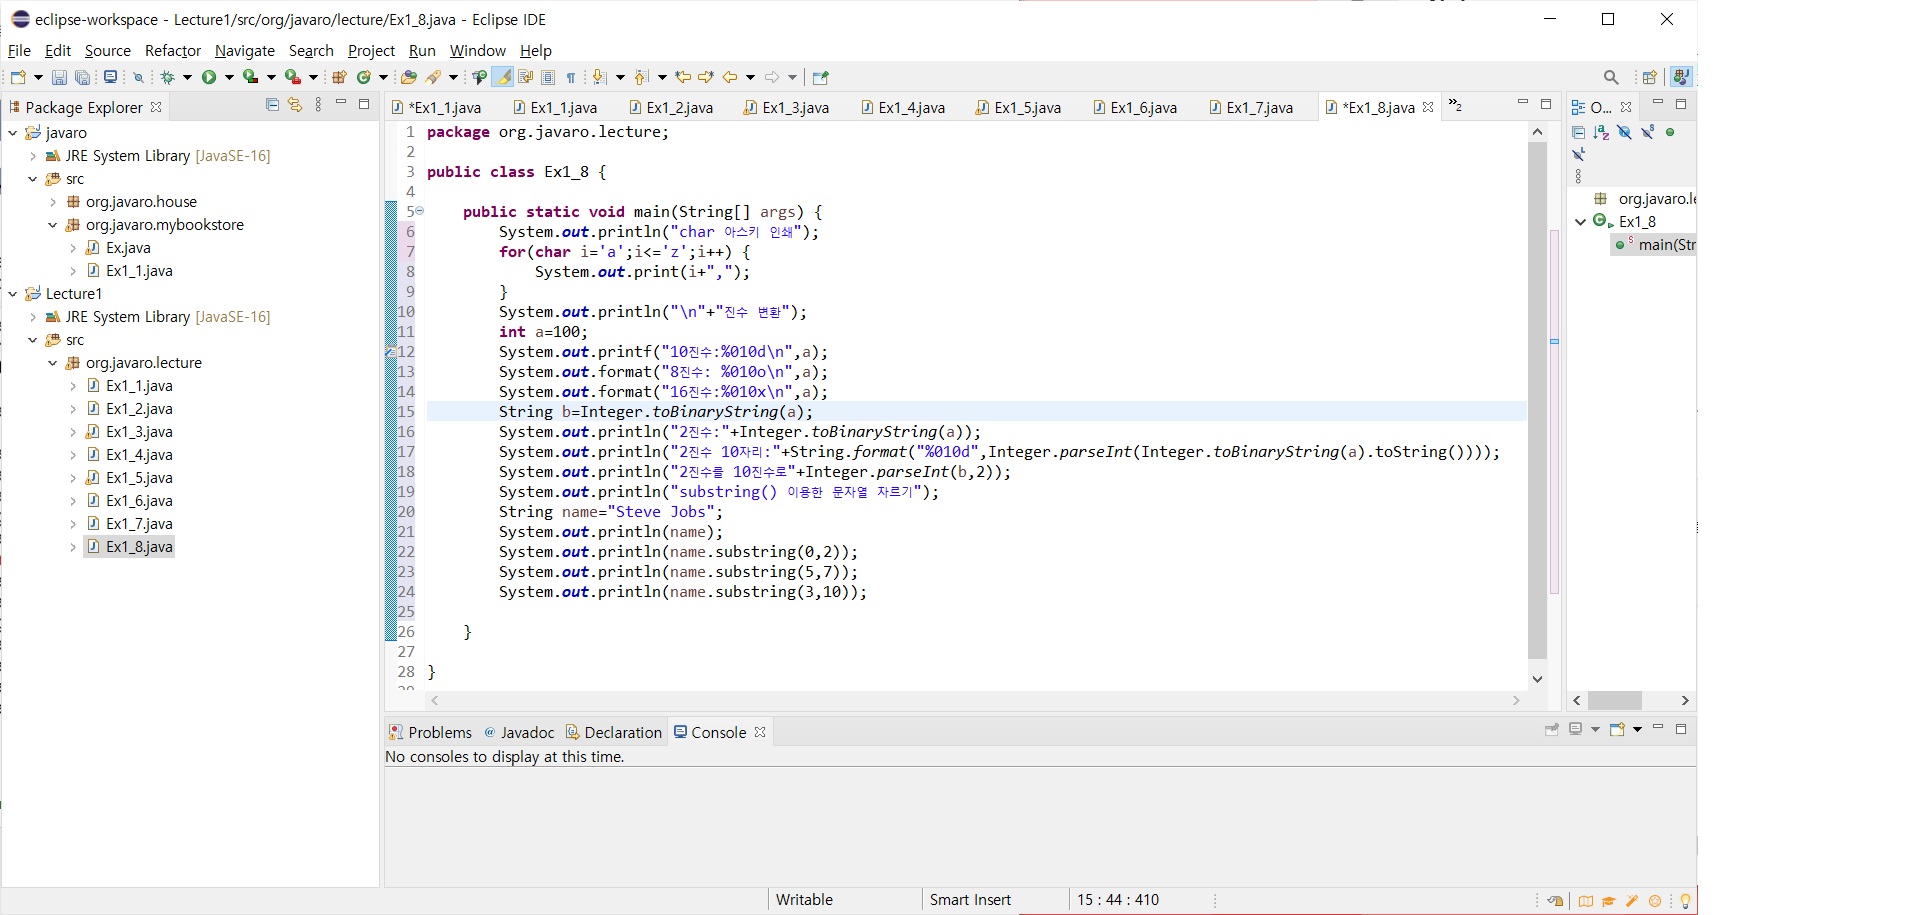 eclipse-workspace - Lecture1/src/org/javaro/lecture/Ex1_8.java - Eclipse IDE
File Edit Source Refactor Navigate Search Project Run Window Help
Package Explorer
javaro
JRE System Library [JavaSE-16]
src
org.javaro.house
org.javaro.mybookstore
Ex.java
Ex1_1.java
Lecture1
JRE System Library [JavaSE-16]
src
org.javaro.lecture
Ex1_1.java
Ex1_2.java
Ex1_3.java
Ex1_4.java
Ex1_5.java
Ex1_6.java
Ex1_7.java
Ex1_8.java
*Ex1_1.java Ex1_1.java Ex1_2.java Ex1_3.java Ex1_4.java Ex1_5.java Ex1_6.java Ex1_7.java *Ex1_8.java »2
1 package org.javaro.lecture;
2
3 public class Ex1_8 {
4
5 public static void main(String[] args) {
6 System.out.println("char 아스키 인쇄");
7 for(char i='a';i<='z';i++) {
8 System.out.print(i+",");
9 }
10 System.out.println("\n"+"진수 변환");
11 int a=100;
12 System.out.printf("10진수:%010d\n",a);
13 System.out.format("8진수: %010o\n",a);
14 System.out.format("16진수:%010x\n",a);
15 String b=Integer.toBinaryString(a);
16 System.out.println("2진수:"+Integer.toBinaryString(a));
17 System.out.println("2진수 10자리:"+String.format("%010d",Integer.parseInt(Integer.toBinaryString(a).toString())));
18 System.out.println("2진수를 10진수로"+Integer.parseInt(b,2));
19 System.out.println("substring() 이용한 문자열 자르기");
20 String name="Steve Jobs";
21 System.out.println(name);
22 System.out.println(name.substring(0,2));
23 System.out.println(name.substring(5,7));
24 System.out.println(name.substring(3,10));
25
26 }
27
28 }
O...
org.javaro.le
Ex1_8
main(Str
Problems @ Javadoc Declaration Console
No consoles to display at this time.
Writable Smart Insert 15 : 44 : 410